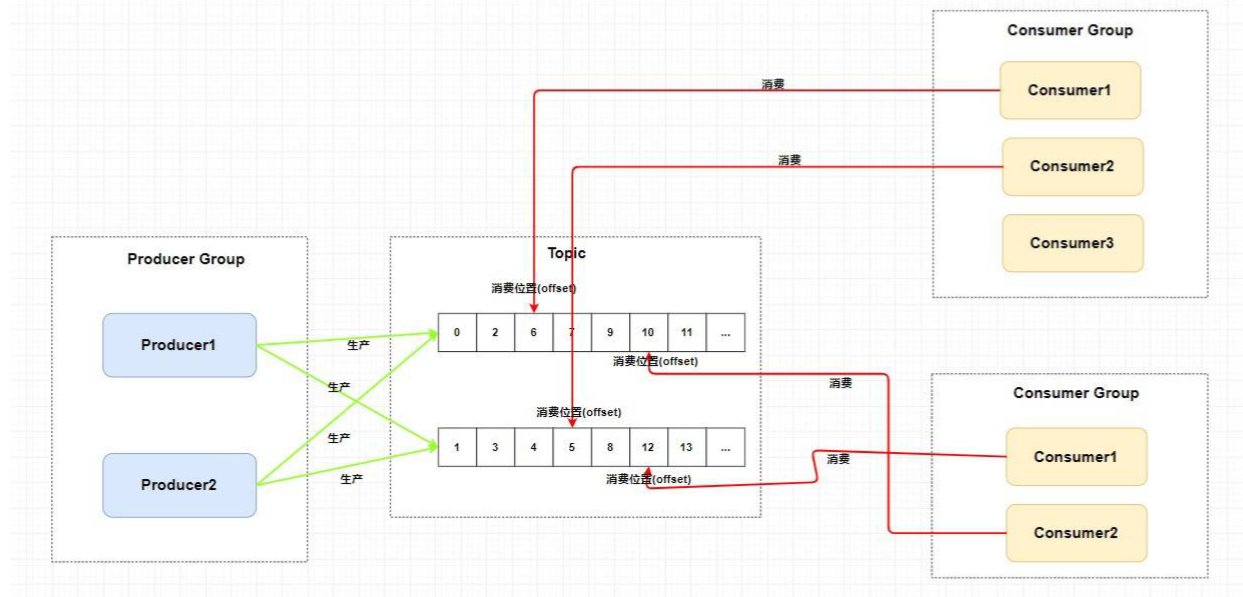 Consumer Group
Consumer1
消费
Consumer2
消费
Consumer3
Producer Group
Producer1
Producer2
生产
生产
生产
生产
Topic
消费位置(offset)
0 2 6 7 9 10 11 ...
消费位置(offset)
消费位置(offset)
1 3 4 5 8 12 13 ...
消费位置(offset)
消费
消费
Consumer Group
Consumer1
Consumer2